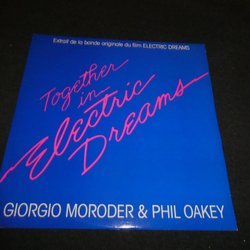 Extrait de la bande originale du film ELECTRIC DREAMS
Together
in
Electric
Dreams
GIORGIO MORODER & PHIL OAKEY